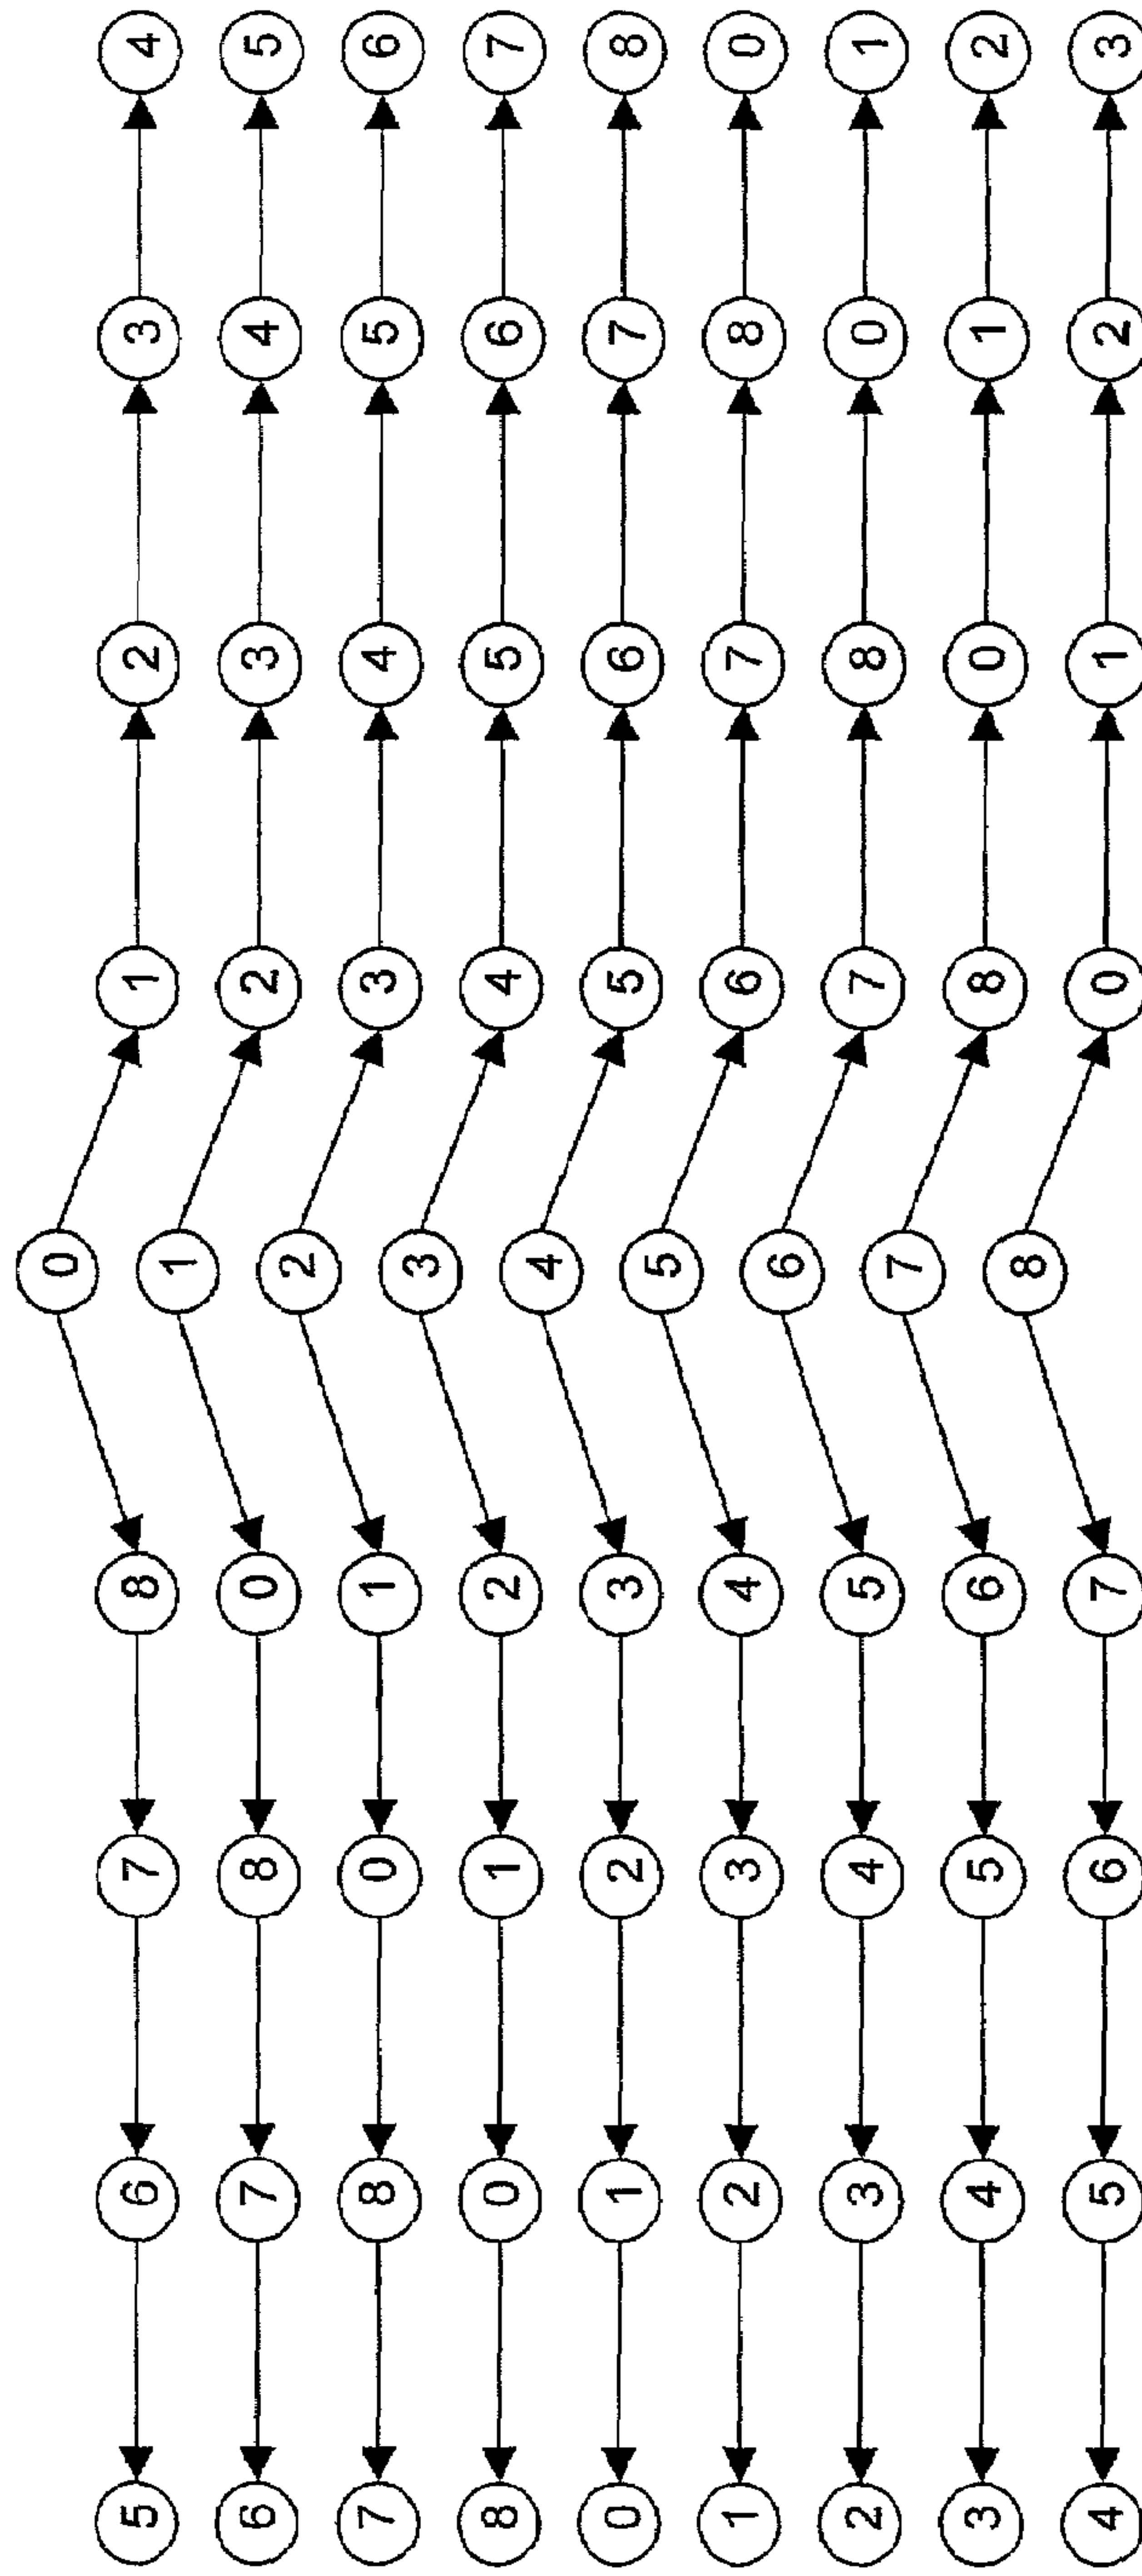 0
5 6 7 8 1 2 3 4
1
6 7 8 0 2 3 4 5
2
7 8 0 1 3 4 5 6
3
8 0 1 2 4 5 6 7
4
0 1 2 3 5 6 7 8
5
1 2 3 4 6 7 8 0
6
2 3 4 5 7 8 0 1
7
3 4 5 6 8 0 1 2
8
4 5 6 7 0 1 2 3